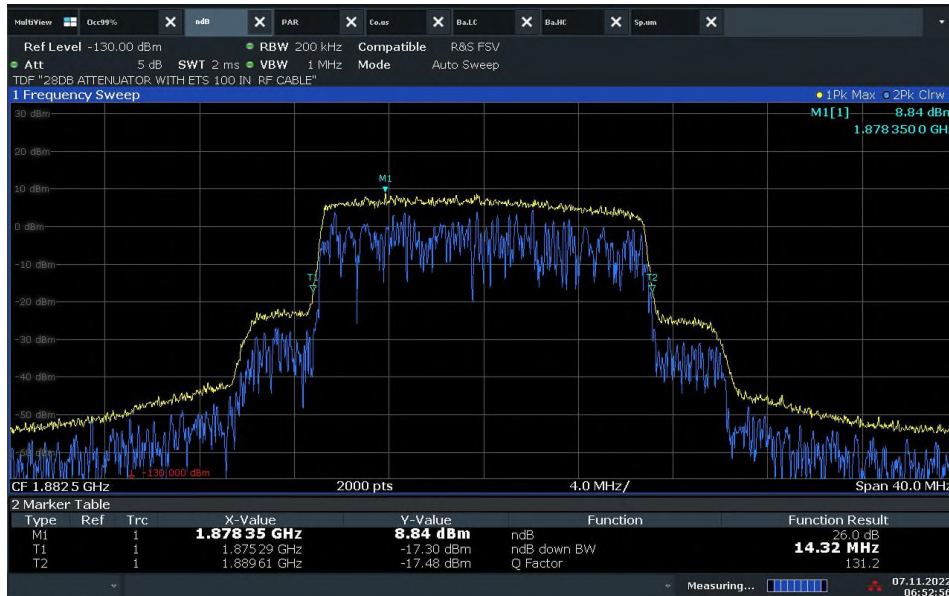 MultiView Occ99% ndB PAR Co.us Ba.LC Ba.HC Sp.um
Ref Level -130.00 dBm RBW 200 kHz Compatible R&S FSV
Att 5 dB SWT 2 ms VBW 1 MHz Mode Auto Sweep
TDF "28DB ATTENUATOR WITH ETS 100 IN RF CABLE"
1 Frequency Sweep 1Pk Max 2Pk Clrw
30 dBm M1[1] 8.84 dBm
1.878 350 0 GH
20 dBm
M1
10 dBm
0 dBm
-10 dBm
T1 T2
-20 dBm
-30 dBm
-40 dBm
-50 dBm
-60 dBm
-130.000 dBm
CF 1.882 5 GHz 2000 pts 4.0 MHz/ Span 40.0 MHz
2 Marker Table
Type Ref Trc X-Value Y-Value Function Function Result
M1 1 1.878 35 GHz 8.84 dBm ndB 26.0 dB
T1 1 1.875 29 GHz -17.30 dBm ndB down BW 14.32 MHz
T2 1 1.889 61 GHz -17.48 dBm Q Factor 131.2
Measuring... 07.11.2022
06:52:56